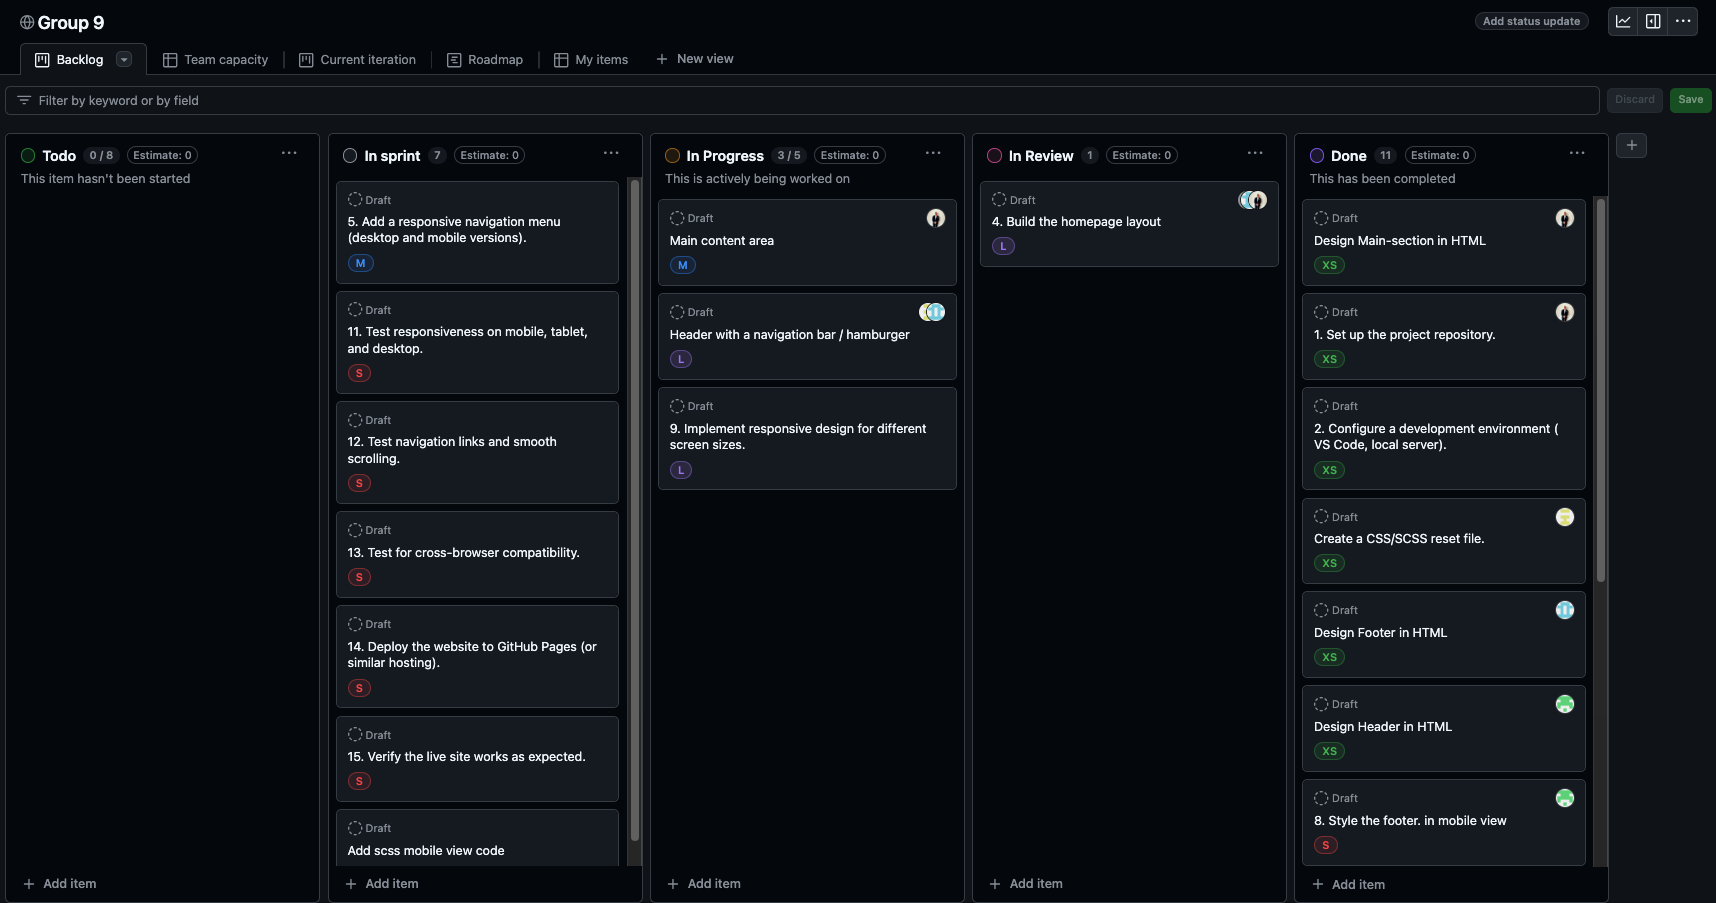 Group 9
Add status update
Backlog
Team capacity
Current iteration
Roadmap
My items
New view
Filter by keyword or by field
Discard
Save
Todo 0 / 8 Estimate: 0
This item hasn't been started
Add item
In sprint 7 Estimate: 0
Draft
5. Add a responsive navigation menu
(desktop and mobile versions).
M
Draft
11. Test responsiveness on mobile, tablet,
and desktop.
S
Draft
12. Test navigation links and smooth
scrolling.
S
Draft
13. Test for cross-browser compatibility.
S
Draft
14. Deploy the website to GitHub Pages (or
similar hosting).
S
Draft
15. Verify the live site works as expected.
S
Draft
Add scss mobile view code
Add item
In Progress 3 / 5 Estimate: 0
This is actively being worked on
Draft
Main content area
M
Draft
Header with a navigation bar / hamburger
L
Draft
9. Implement responsive design for different
screen sizes.
L
Add item
In Review 1 Estimate: 0
Draft
4. Build the homepage layout
L
Add item
Done 11 Estimate: 0
This has been completed
Draft
Design Main-section in HTML
XS
Draft
1. Set up the project repository.
XS
Draft
2. Configure a development environment (
VS Code, local server).
XS
Draft
Create a CSS/SCSS reset file.
XS
Draft
Design Footer in HTML
XS
Draft
Design Header in HTML
XS
Draft
8. Style the footer. in mobile view
S
Add item